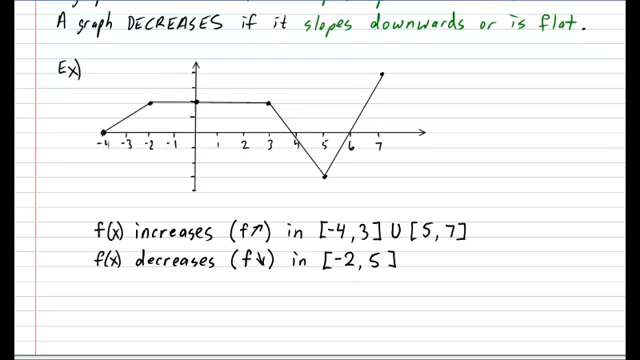 A graph DECREASES if it slopes downwards or is flat.
Ex)
-4 -3 -2 -1 1 2 3 4 5 6 7
f(x) increases (f↗) in [-4,3] U [5,7]
f(x) decreases (f↘) in [-2,5]